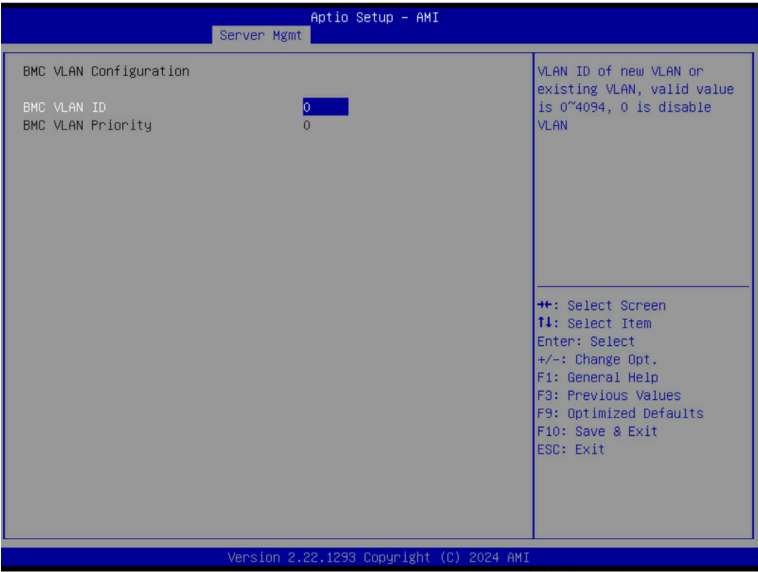 Aptio Setup - AMI
Server Mgmt
BMC VLAN Configuration
BMC VLAN ID 0
BMC VLAN Priority 0
VLAN ID of new VLAN or
existing VLAN, valid value
is 0~4094, 0 is disable
VLAN
→←: Select Screen
↑↓: Select Item
Enter: Select
+/-: Change Opt.
F1: General Help
F3: Previous Values
F9: Optimized Defaults
F10: Save & Exit
ESC: Exit
Version 2.22.1293 Copyright (C) 2024 AMI